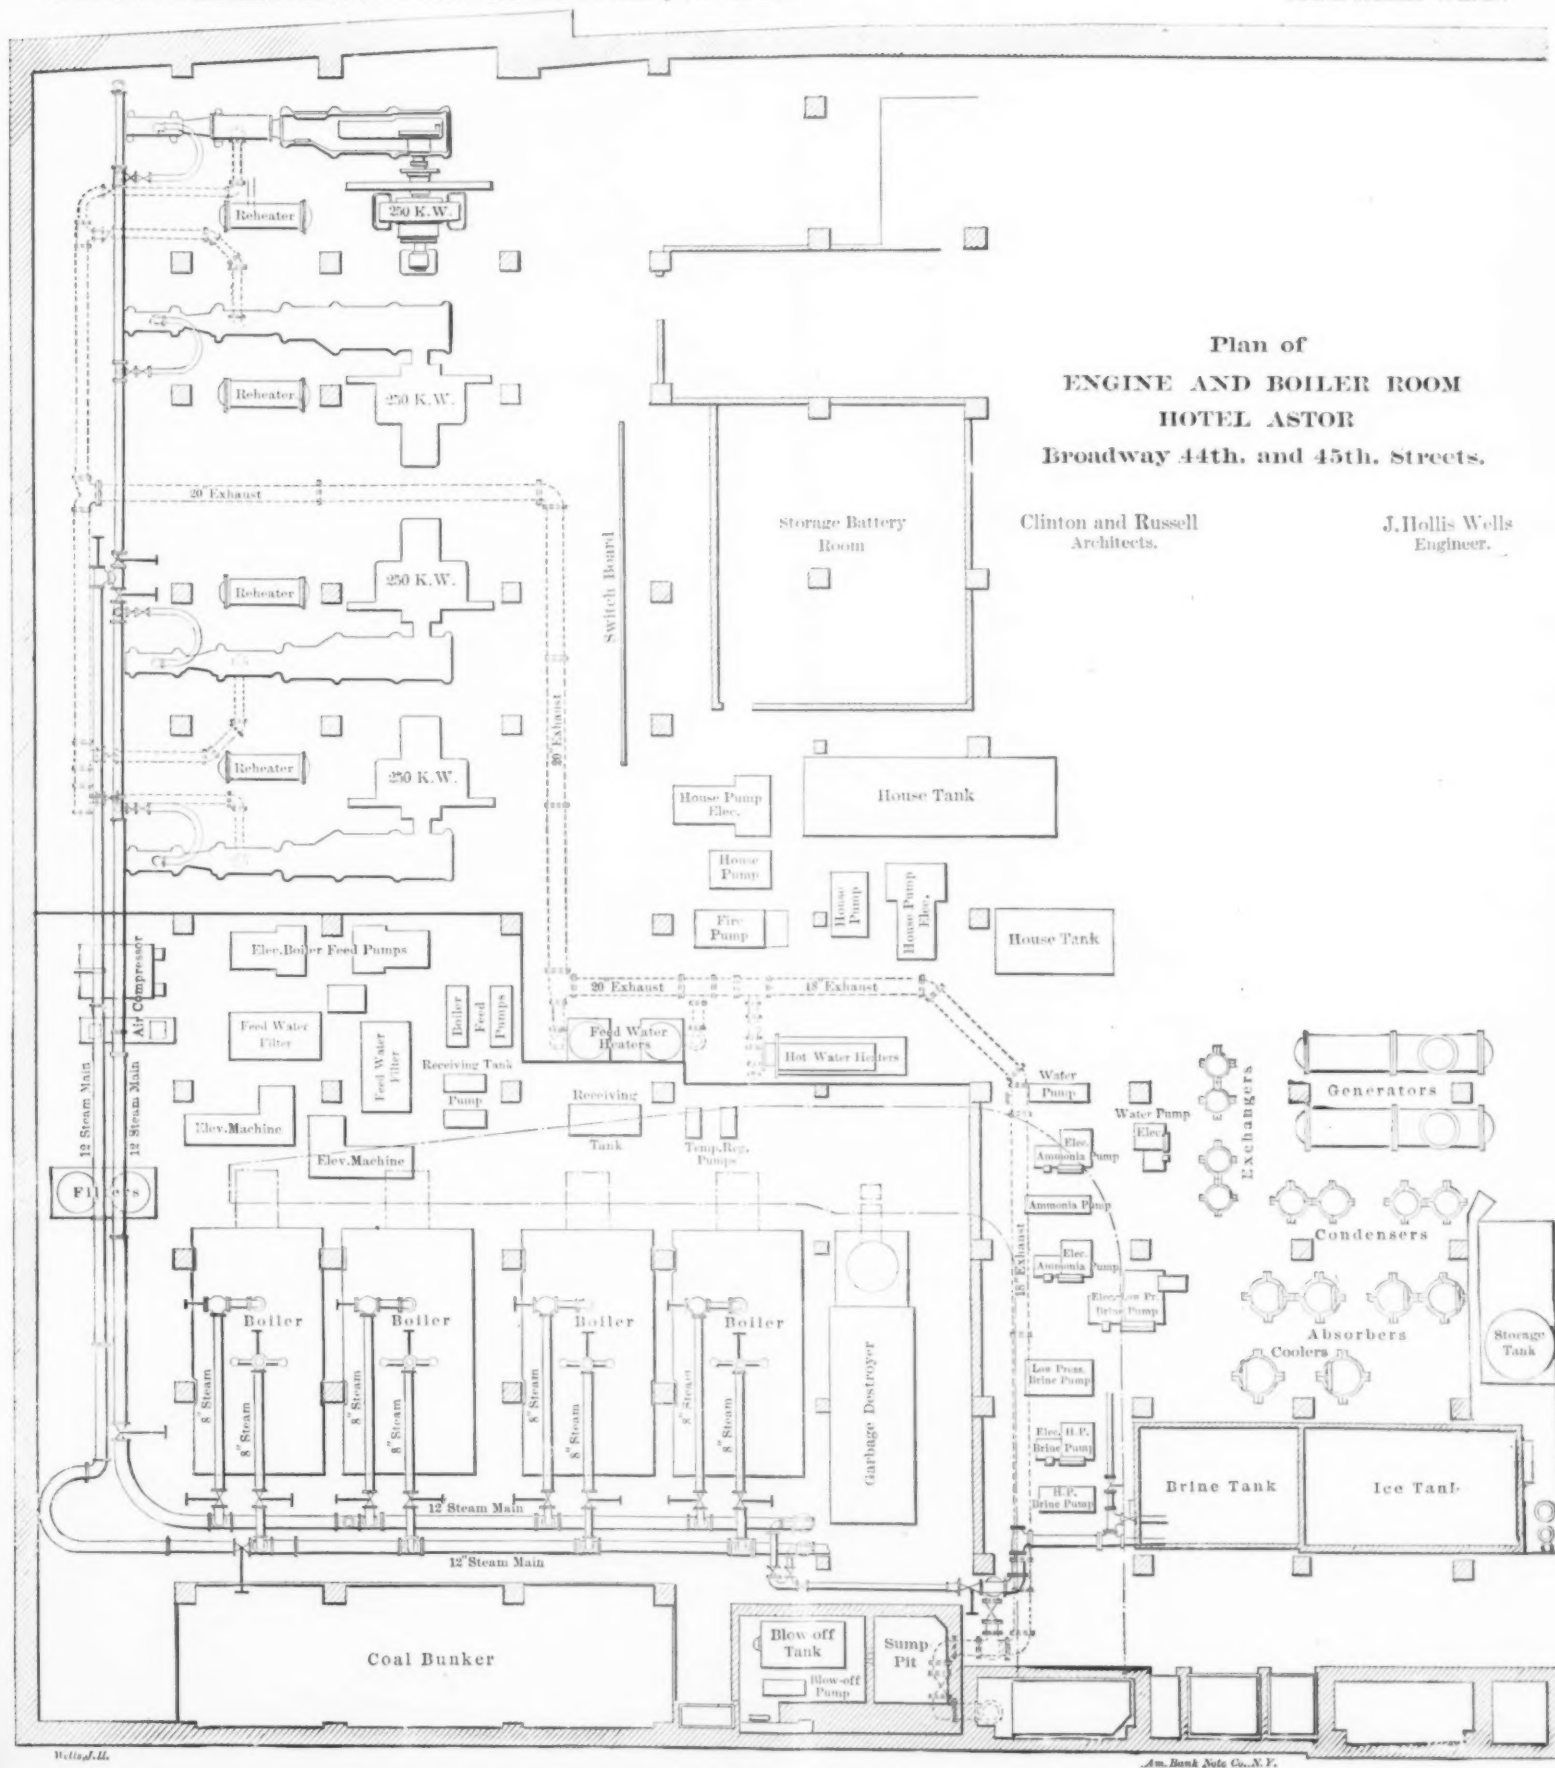 Plan of
ENGINE AND BOILER ROOM
HOTEL ASTOR
Broadway 44th. and 45th. Streets.
Clinton and Russell
Architects.
J. Hollis Wells
Engineer.
Reheater
250 K.W.
Reheater
250 K.W.
20" Exhaust
Reheater
250 K.W.
Reheater
250 K.W.
20" Exhaust
Switch Board
Storage Battery
Room
House Pump
Elec.
House Tank
House
Pump
Fire
Pump
House
Pump
House Pump
Elec.
House Tank
Air Compressor
Elec. Boiler Feed Pumps
Feed Water
Filter
Feed Water
Filter
Boiler
Feed
Pumps
20" Exhaust
18" Exhaust
Feed Water
Heaters
Hot Water Heaters
Receiving Tank
Pump
Receiving
Tank
Temp. Reg.
Pumps
Elev. Machine
Elev. Machine
12 Steam Main
12 Steam Main
Filters
Water
Pump
Water Pump
Elec.
Exchangers
Generators
Elec.
Ammonia Pump
Ammonia Pump
Elec.
Ammonia Pump
18" Exhaust
Condensers
Elec. Low Pr.
Brine Pump
Absorbers
Coolers
Storage
Tank
Low Press.
Brine Pump
Elec. H.P.
Brine Pump
H.P.
Brine Pump
Brine Tank
Ice Tank
Boiler
Boiler
Boiler
Boiler
8" Steam
8" Steam
8" Steam
8" Steam
8" Steam
8" Steam
8" Steam
8" Steam
Garbage Destroyer
12 Steam Main
12" Steam Main
Coal Bunker
Blow off
Tank
Blow-off
Pump
Sump
Pit
Wells, J.H.
Am. Bank Note Co. N.Y.